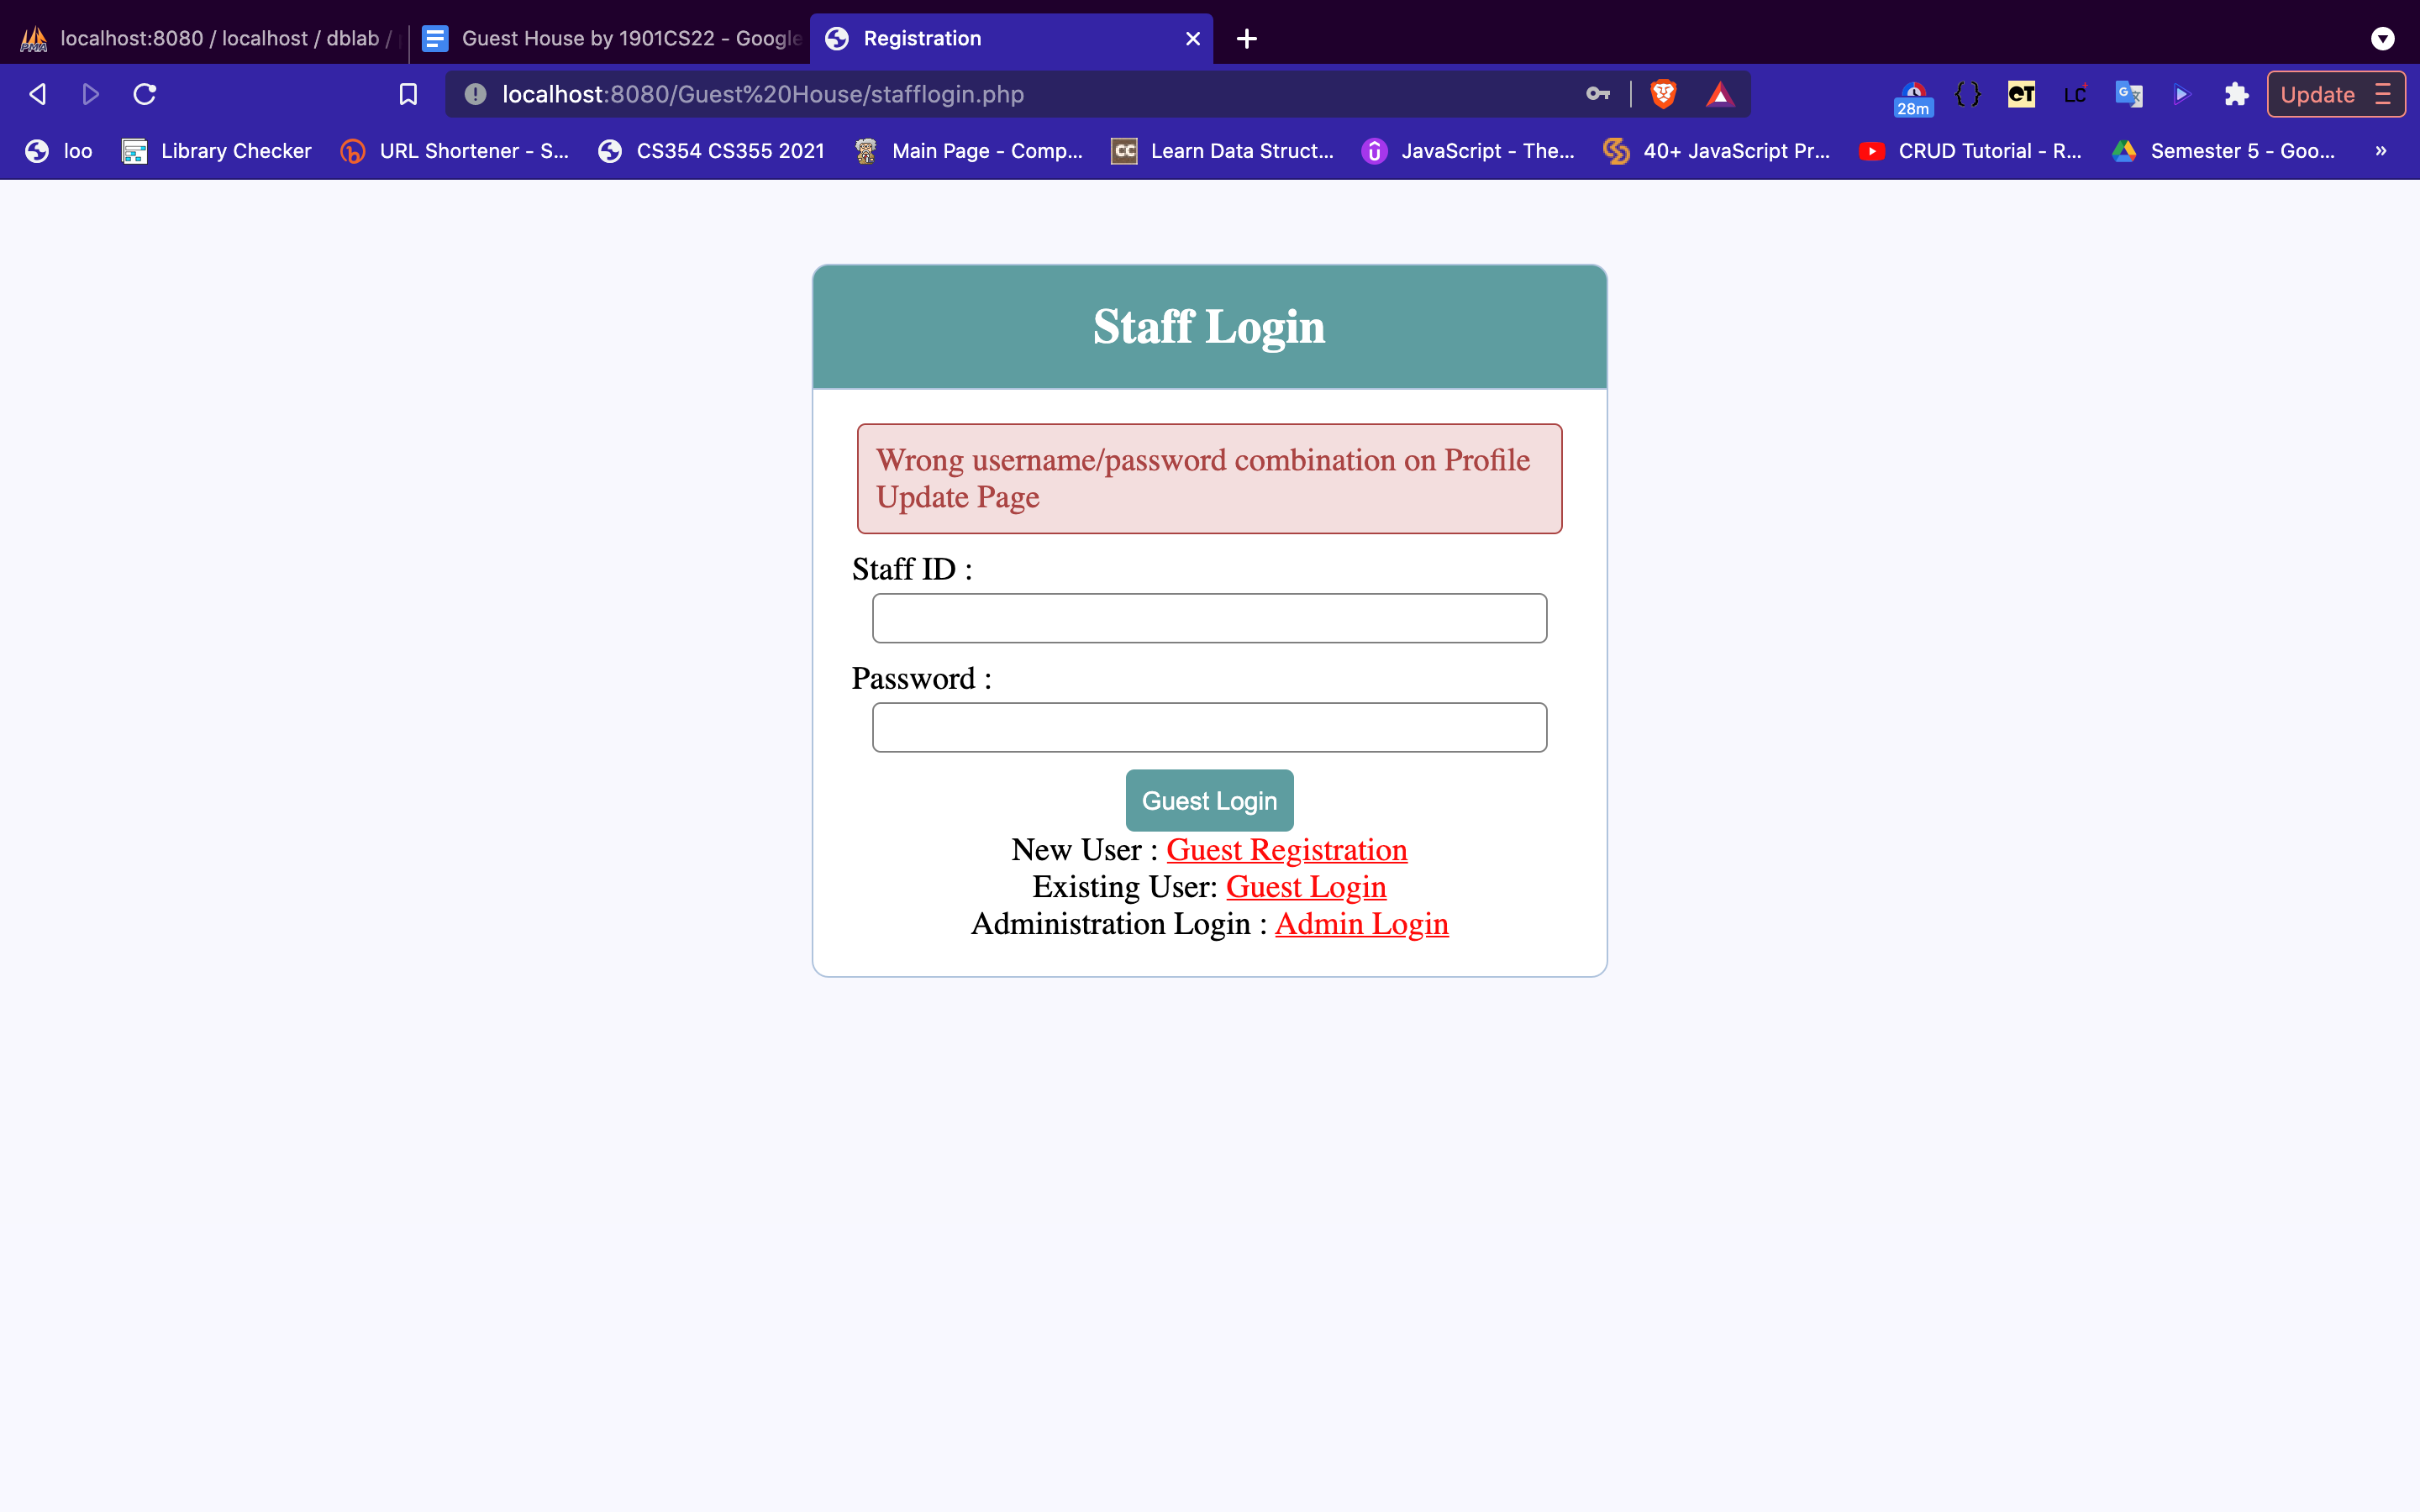 localhost:8080 / localhost / dblab /
Guest House by 1901CS22 - Google
Registration
localhost:8080/Guest%20House/stafflogin.php
28m
LC
Update
loo
Library Checker
URL Shortener - S...
CS354 CS355 2021
Main Page - Comp...
CC
Learn Data Struct...
JavaScript - The...
40+ JavaScript Pr...
CRUD Tutorial - R...
Semester 5 - Goo...
»
Staff Login
Wrong username/password combination on Profile
Update Page
Staff ID :
Password :
Guest Login
New User : Guest Registration
Existing User: Guest Login
Administration Login : Admin Login